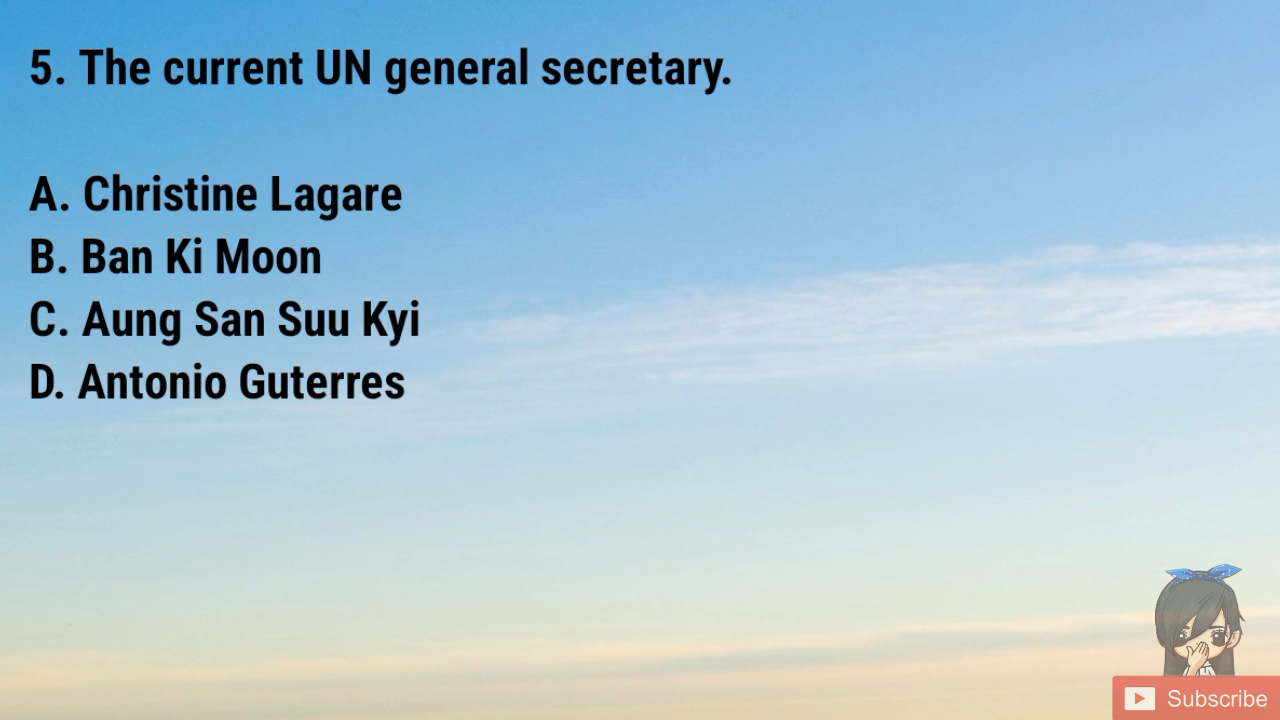 5. The current UN general secretary.
A. Christine Lagare
B. Ban Ki Moon
C. Aung San Suu Kyi
D. Antonio Guterres
Subscribe